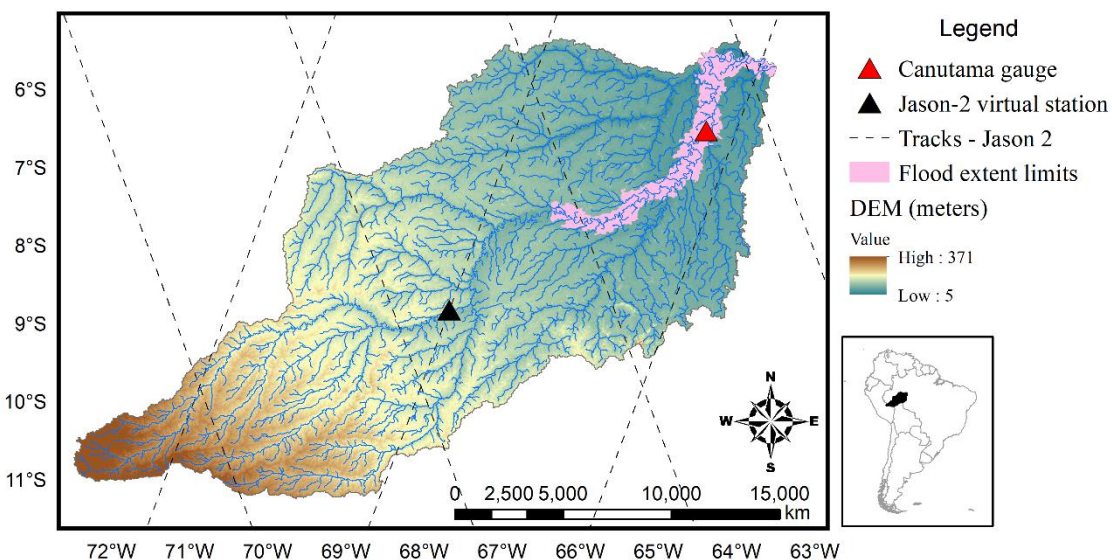 6°S
7°S
8°S
9°S
10°S
11°S
N
W E
S
0 2,500 5,000 10,000 15,000
km
72°W 71°W 70°W 69°W 68°W 67°W 66°W 65°W 64°W 63°W
Legend
Canutama gauge
Jason-2 virtual station
Tracks - Jason 2
Flood extent limits
DEM (meters)
Value
High : 371
Low : 5